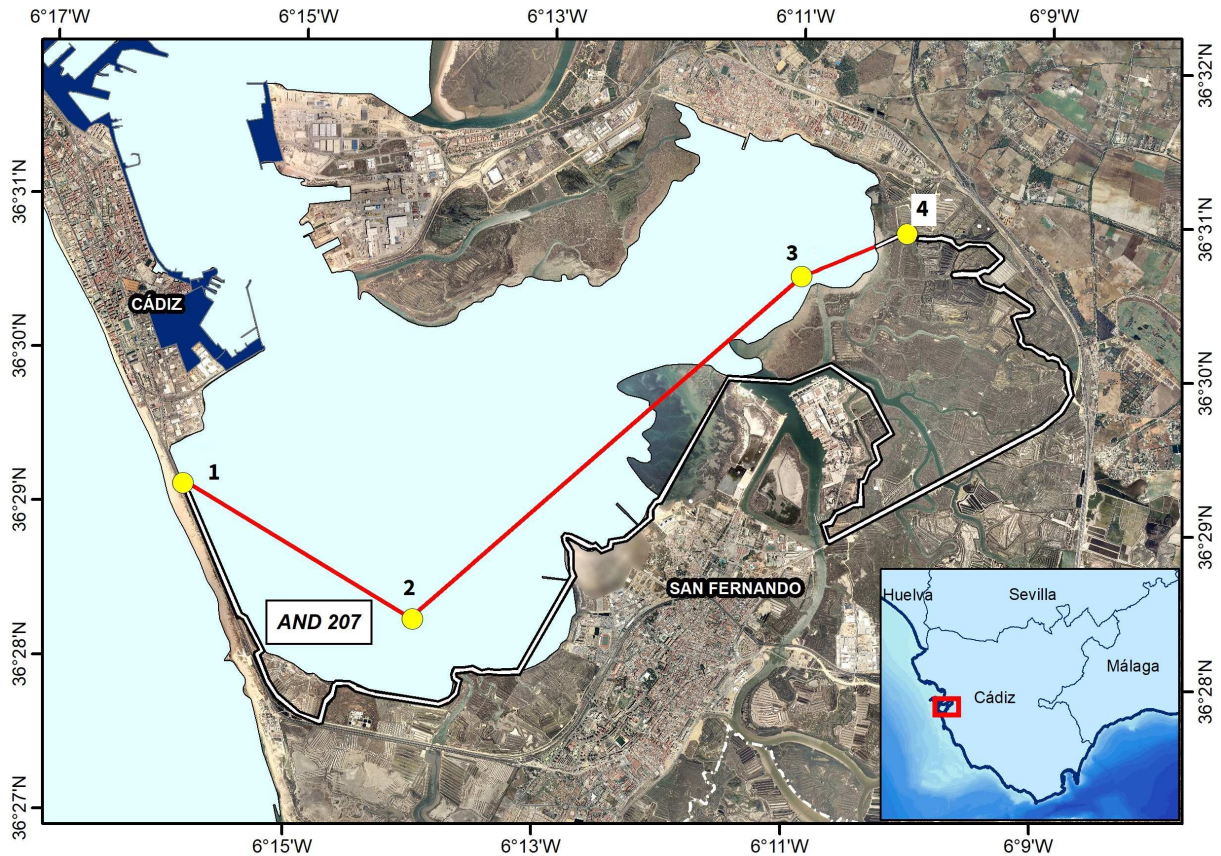 6°17'W 6°15'W 6°13'W 6°11'W 6°9'W
36°32'N
36°31'N
4
36°31'N
3
CÁDIZ
36°30'N
36°30'N
1
36°29'N
36°29'N
2
SAN FERNANDO
AND 207
Huelva
Sevilla
36°28'N
Málaga
36°28'N
Cádiz
36°27'N
6°15'W 6°13'W 6°11'W 6°9'W